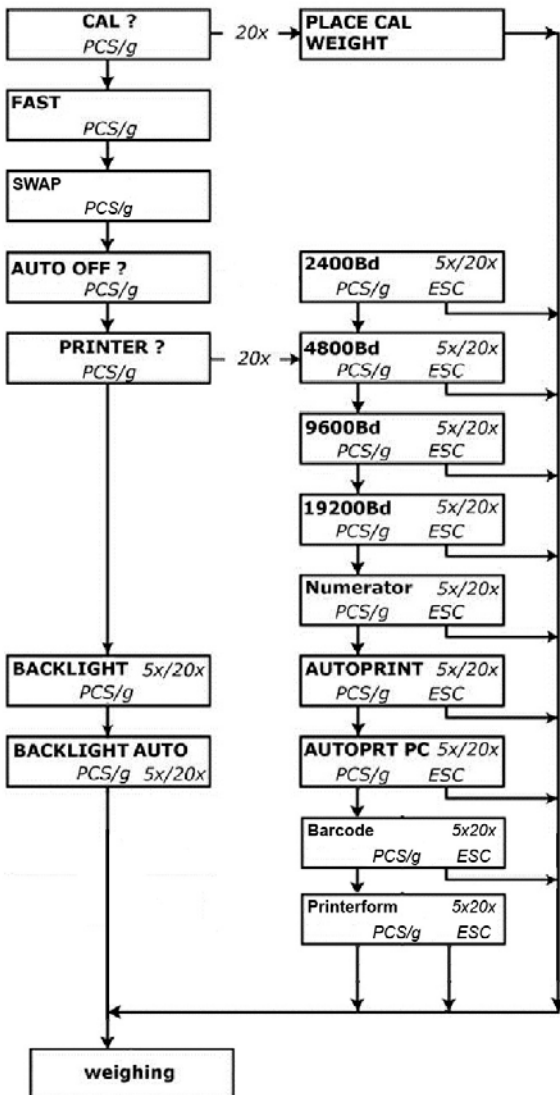 CAL ?
PCS/g
20x
PLACE CAL
WEIGHT
FAST
PCS/g
SWAP
PCS/g
AUTO OFF ?
PCS/g
2400Bd 5x/20x
PCS/g ESC
PRINTER ?
PCS/g
20x
4800Bd 5x/20x
PCS/g ESC
9600Bd 5x/20x
PCS/g ESC
19200Bd 5x/20x
PCS/g ESC
Numerator 5x/20x
PCS/g ESC
BACKLIGHT 5x/20x
PCS/g
AUTOPRINT 5x/20x
PCS/g ESC
BACKLIGHT AUTO
PCS/g 5x/20x
AUTOPRT PC 5x/20x
PCS/g ESC
Barcode 5x20x
PCS/g ESC
Printerform 5x20x
PCS/g ESC
weighing